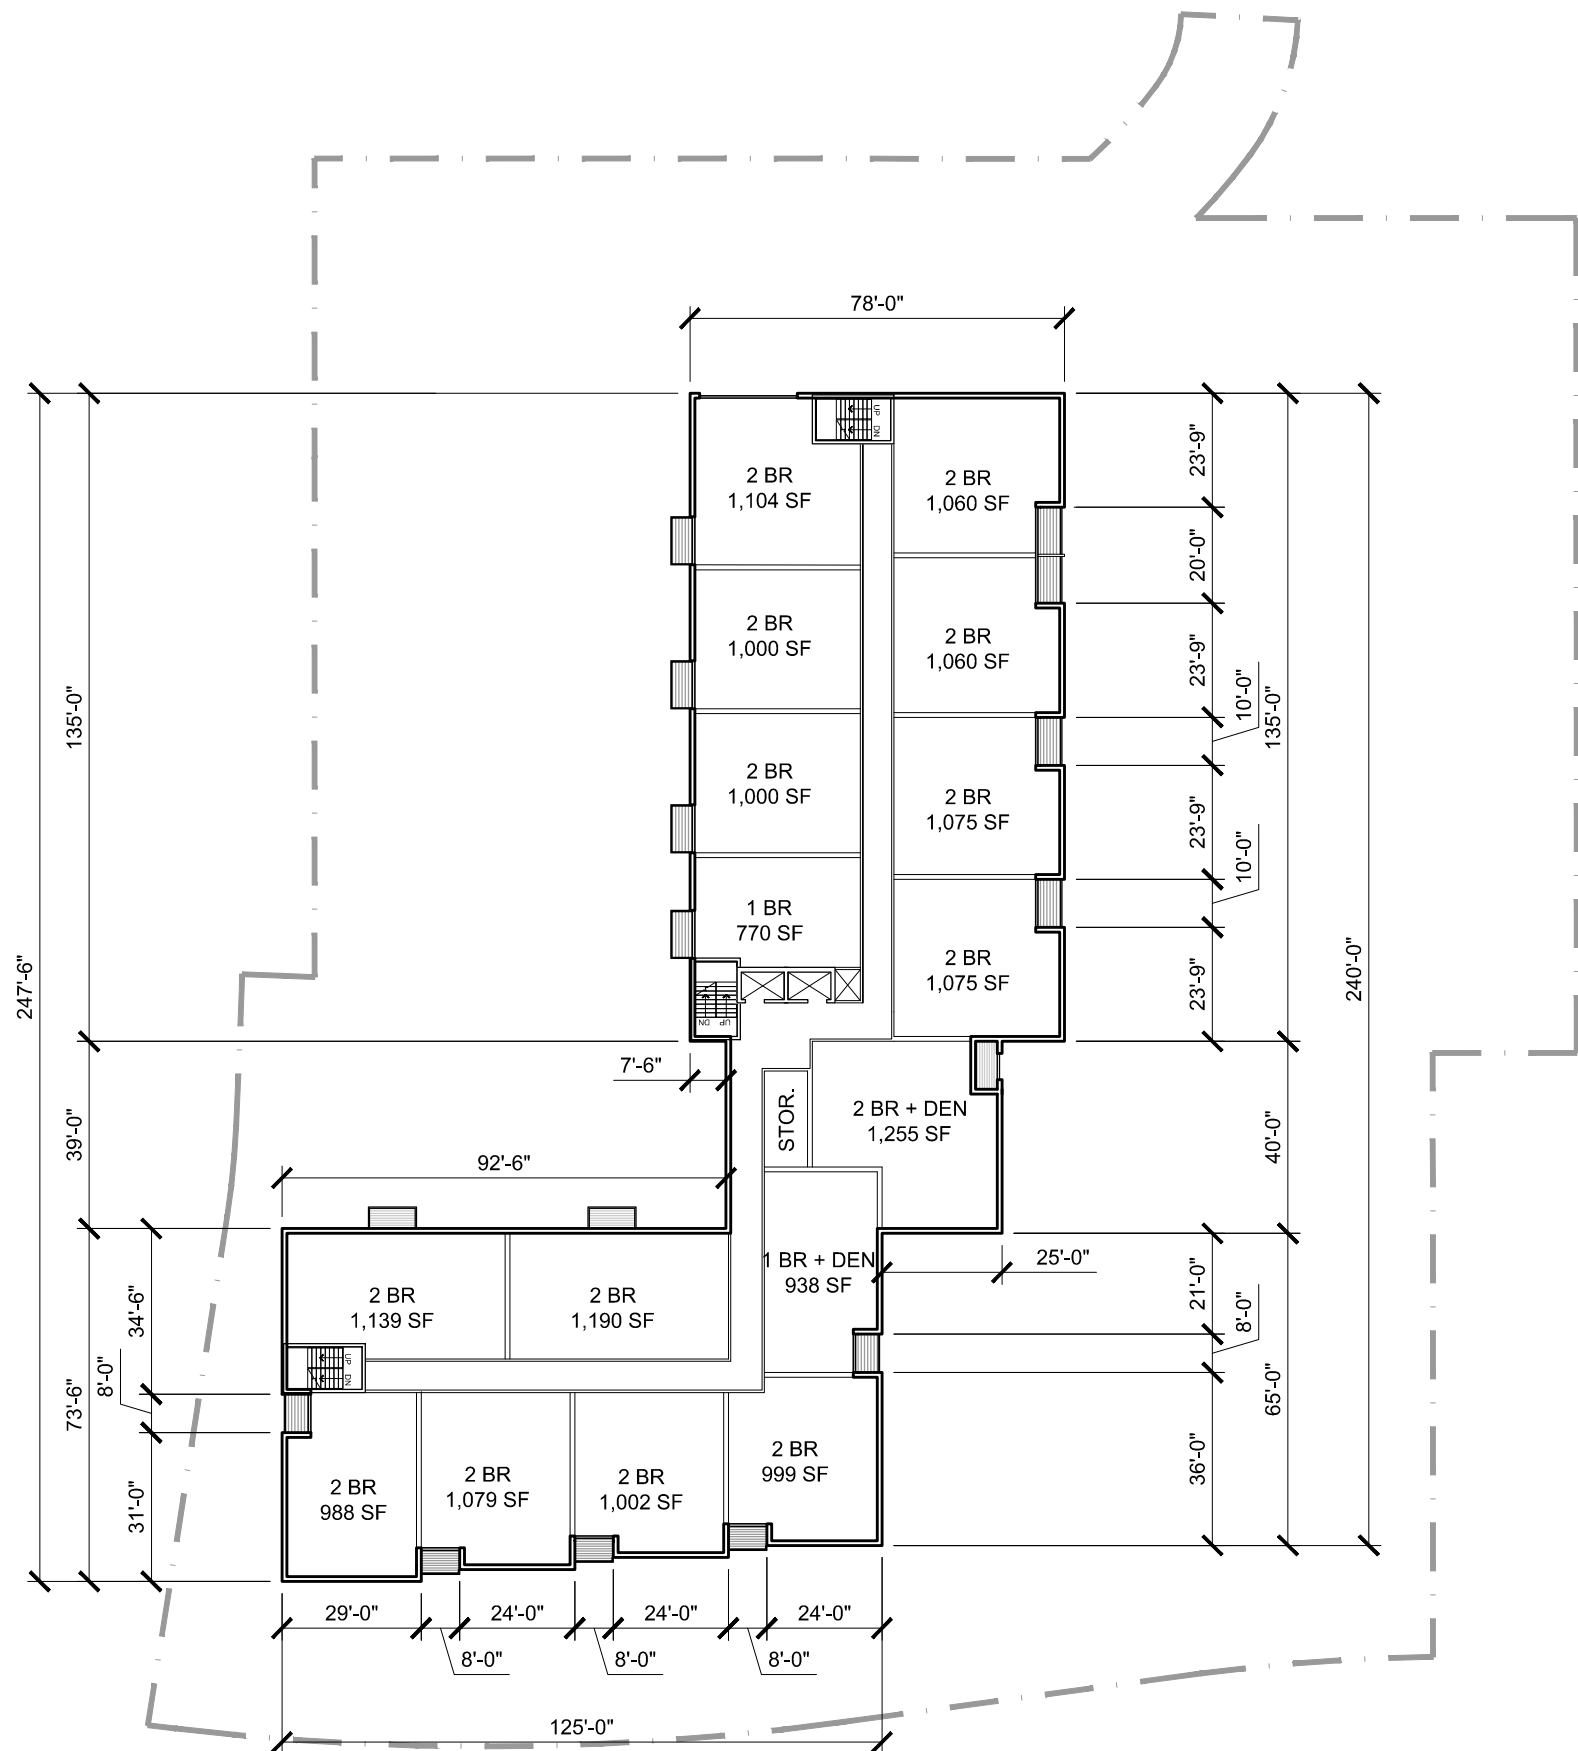 78'-0"
23'-9"
20'-0"
23'-9"
10'-0"
135'-0"
23'-9"
10'-0"
23'-9"
240'-0"
247'-6"
135'-0"
39'-0"
73'-6"
34'-6"
8'-0"
31'-0"
UP
DN
2 BR
1,104 SF
2 BR
1,060 SF
2 BR
1,000 SF
2 BR
1,060 SF
2 BR
1,000 SF
2 BR
1,075 SF
1 BR
770 SF
2 BR
1,075 SF
DN
UP
7'-6"
STOR.
2 BR + DEN
1,255 SF
40'-0"
92'-6"
1 BR + DEN
938 SF
25'-0"
21'-0"
8'-0"
65'-0"
36'-0"
2 BR
1,139 SF
2 BR
1,190 SF
UP
DN
2 BR
988 SF
2 BR
1,079 SF
2 BR
1,002 SF
2 BR
999 SF
29'-0"
24'-0"
24'-0"
24'-0"
8'-0"
8'-0"
8'-0"
125'-0"